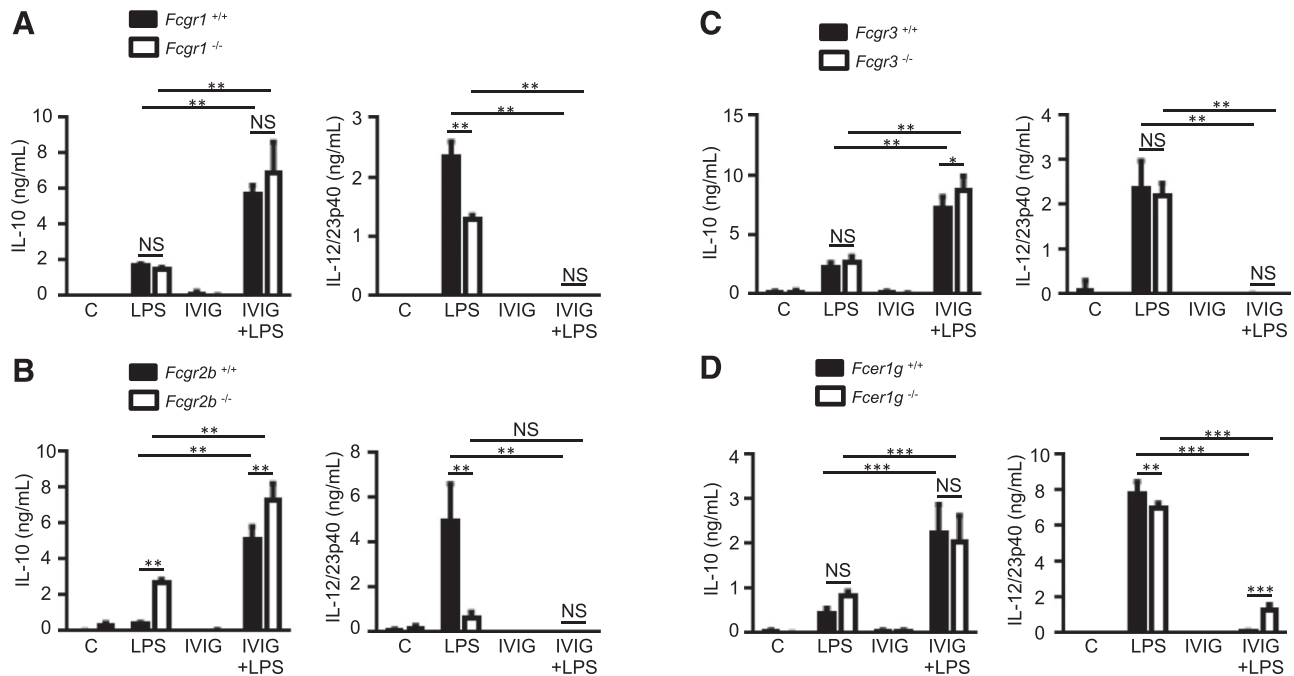 A
Fcgr1 +/+
Fcgr1 -/-
**
**
NS
NS
IL-10 (ng/mL)
10
8
6
4
2
0
C LPS IVIG IVIG
+LPS
**
**
**
NS
IL-12/23p40 (ng/mL)
3
2
1
0
C LPS IVIG IVIG
+LPS
B
Fcgr2b +/+
Fcgr2b -/-
**
**
**
**
IL-10 (ng/mL)
10
8
6
4
2
0
C LPS IVIG IVIG
+LPS
NS
**
**
NS
IL-12/23p40 (ng/mL)
8
6
4
2
0
C LPS IVIG IVIG
+LPS
C
Fcgr3 +/+
Fcgr3 -/-
**
**
*
NS
IL-10 (ng/mL)
15
10
5
0
C LPS IVIG IVIG
+LPS
**
**
NS
NS
IL-12/23p40 (ng/mL)
4
3
2
1
0
C LPS IVIG IVIG
+LPS
D
Fcer1g +/+
Fcer1g -/-
***
***
NS
NS
IL-10 (ng/mL)
4
3
2
1
0
C LPS IVIG IVIG
+LPS
***
***
**
***
IL-12/23p40 (ng/mL)
10
8
6
4
2
0
C LPS IVIG IVIG
+LPS